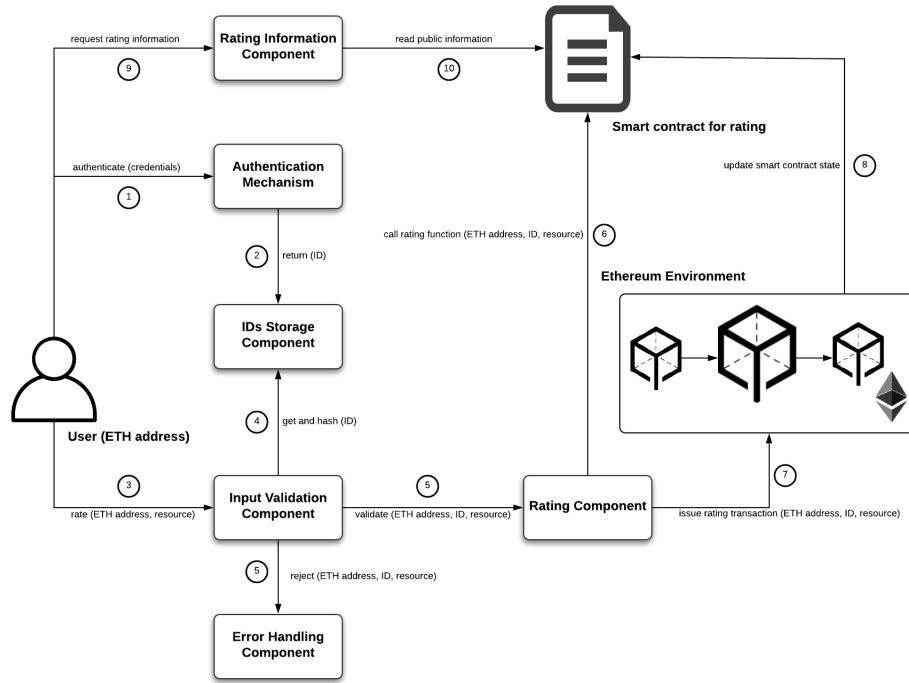 request rating information
9
Rating Information
Component
read public information
10
Smart contract for rating
authenticate (credentials)
1
Authentication
Mechanism
update smart contract state
8
2
return (ID)
call rating function (ETH address, ID, resource)
6
Ethereum Environment
IDs Storage
Component
4
get and hash (ID)
User (ETH address)
3
rate (ETH address, resource)
Input Validation
Component
5
validate (ETH address, ID, resource)
Rating Component
7
issue rating transaction (ETH address, ID, resource)
5
reject (ETH address, ID, resource)
Error Handling
Component